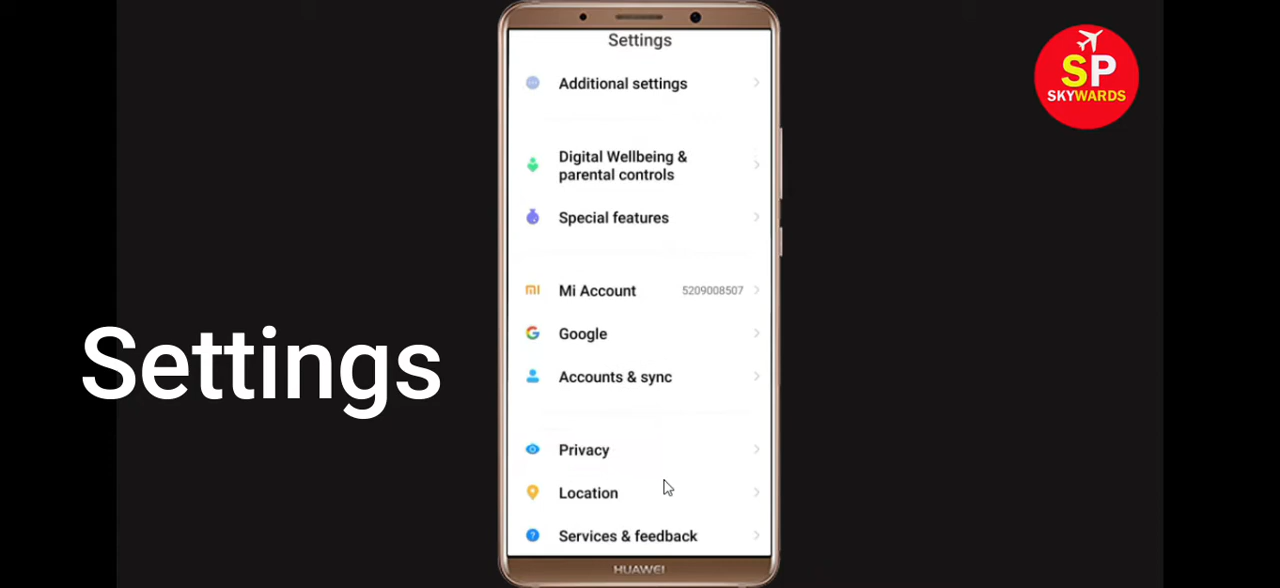 Settings
Additional settings
Digital Wellbeing &
parental controls
Special features
Mi Account 5209008507
Google
Accounts & sync
Privacy
Location
Services & feedback
HUAWEI
Settings
SP
SKYWARDS